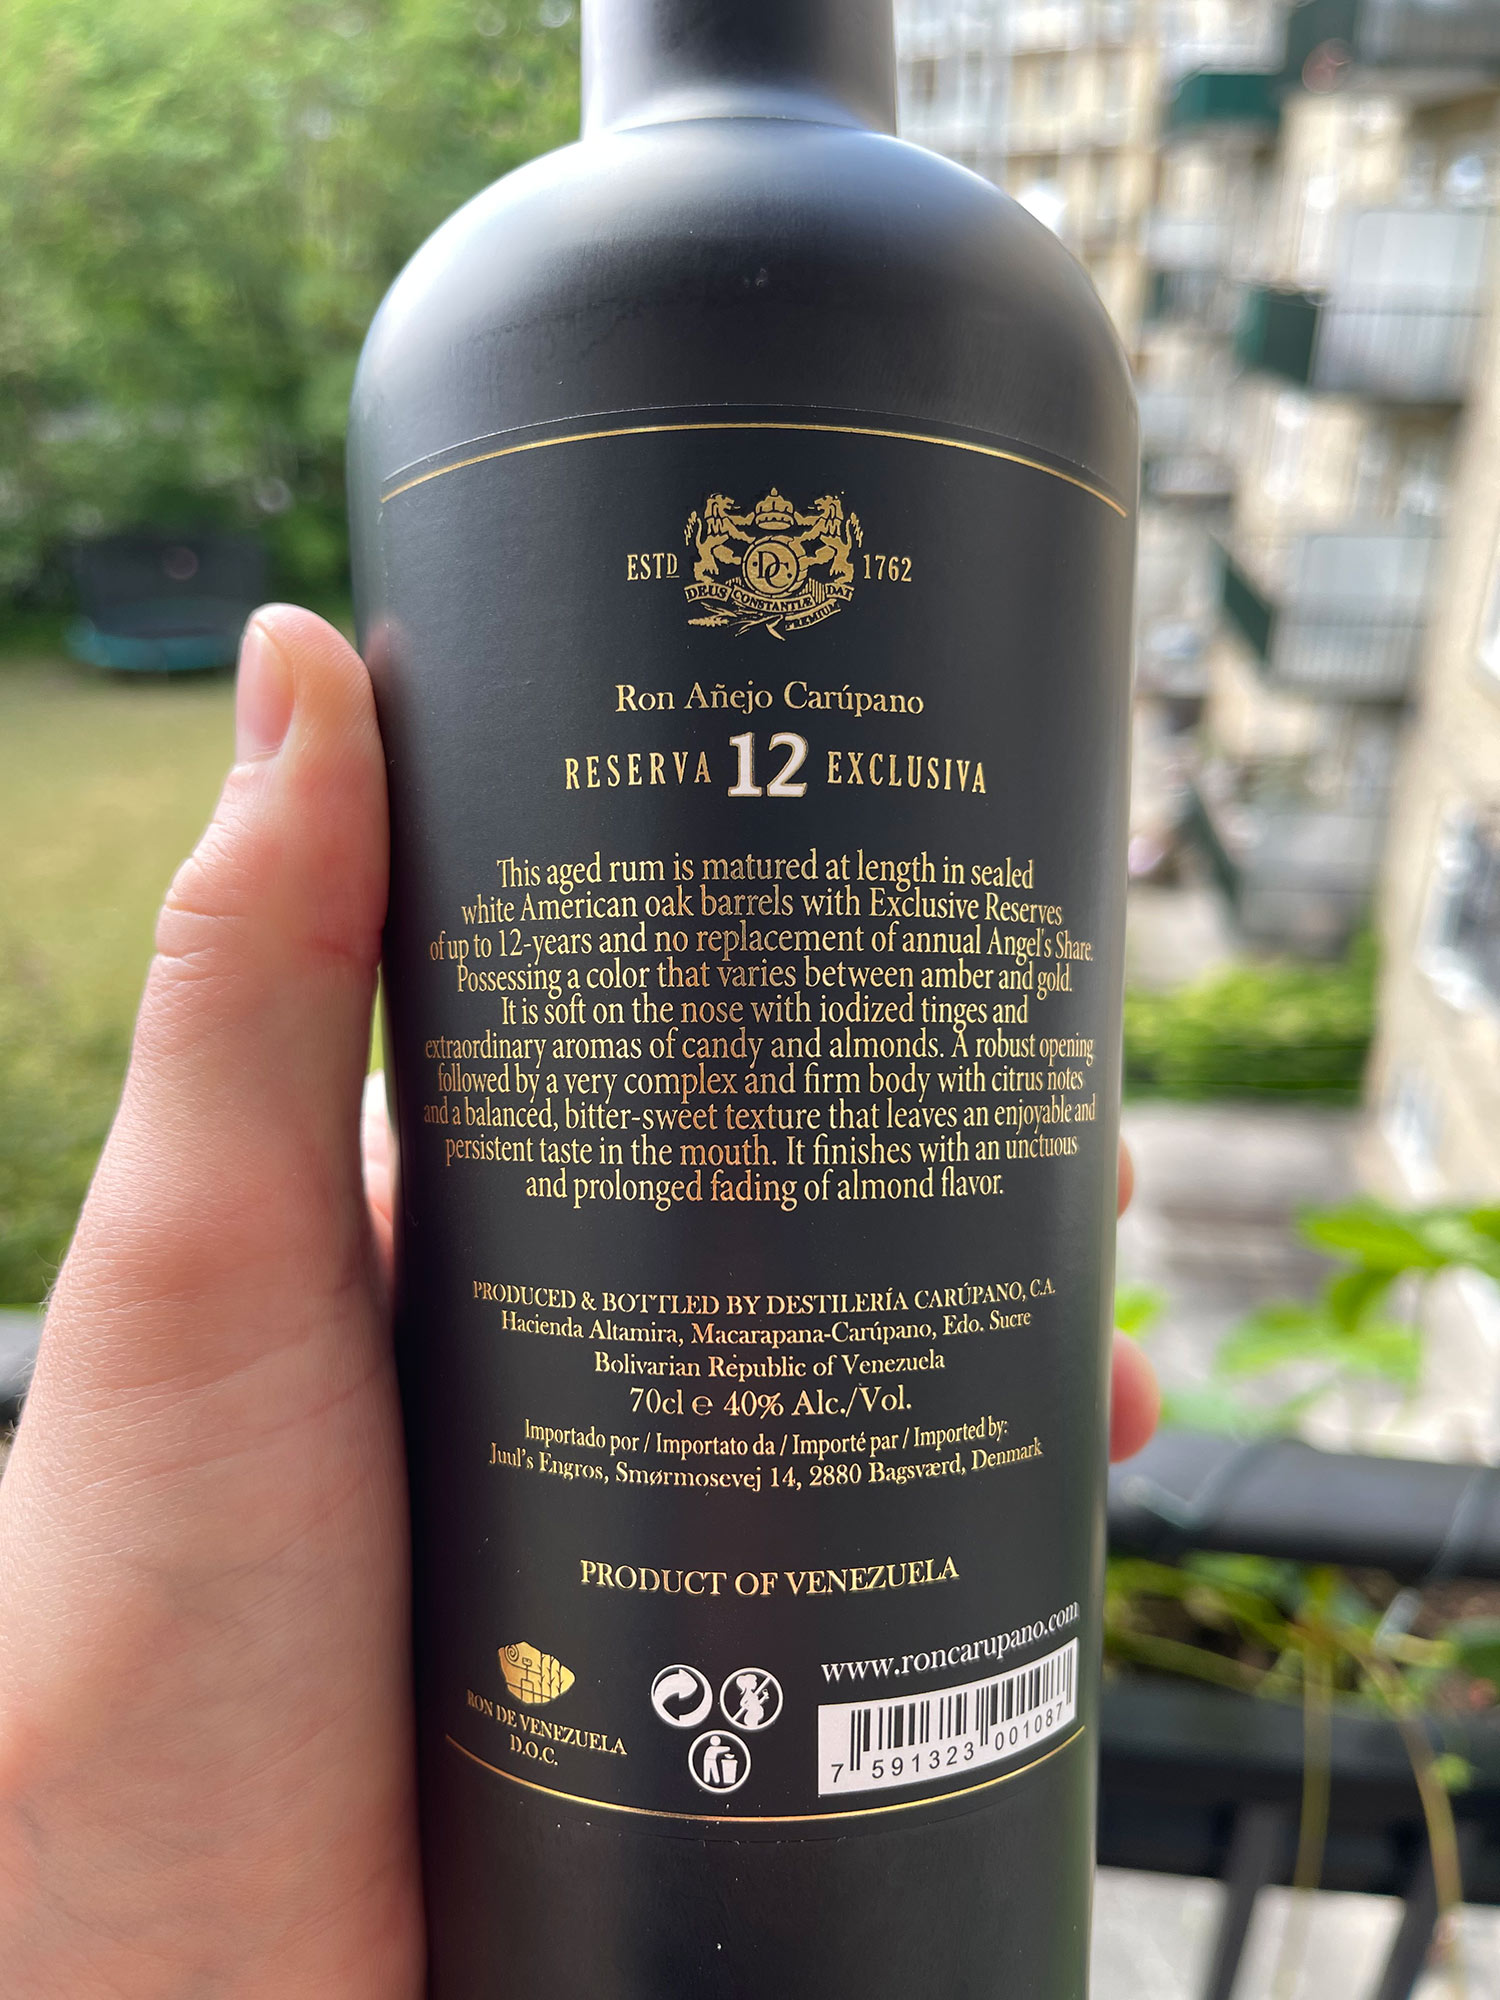 ESTD 1762
DC
DEUS CONSTANTIÆ DAT
PREMIUM
Ron Añejo Carúpano
RESERVA 12 EXCLUSIVA
This aged rum is matured at length in sealed
white American oak barrels with Exclusive Reserves
of up to 12-years and no replacement of annual Angel's Share.
Possessing a color that varies between amber and gold.
It is soft on the nose with iodized tinges and
extraordinary aromas of candy and almonds. A robust opening
followed by a very complex and firm body with citrus notes
and a balanced, bitter-sweet texture that leaves an enjoyable and
persistent taste in the mouth. It finishes with an unctuous
and prolonged fading of almond flavor.
PRODUCED & BOTTLED BY DESTILERÍA CARÚPANO, C.A.
Hacienda Altamira, Macarapana-Carúpano, Edo. Sucre
Bolivarian Republic of Venezuela
70cl ℮ 40% Alc./Vol.
Importado por / Importato da / Importé par / Imported by:
Juul's Engros, Smørmosevej 14, 2880 Bagsværd, Denmark
PRODUCT OF VENEZUELA
www.roncarupano.com
RON DE VENEZUELA
D.O.C.
7 591323 001087